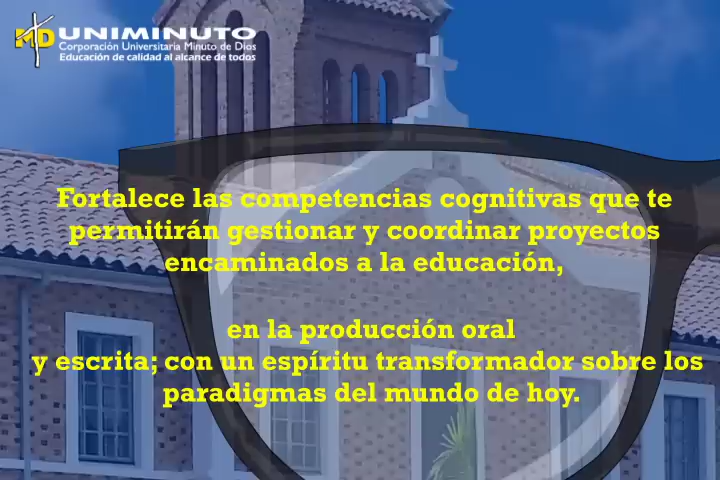 MD UNIMINUTO
Corporación Universitaria Minuto de Dios
Educación de calidad al alcance de todos
Fortalece las competencias cognitivas que te
permitirán gestionar y coordinar proyectos
encaminados a la educación,
en la producción oral
y escrita; con un espíritu transformador sobre los
paradigmas del mundo de hoy.